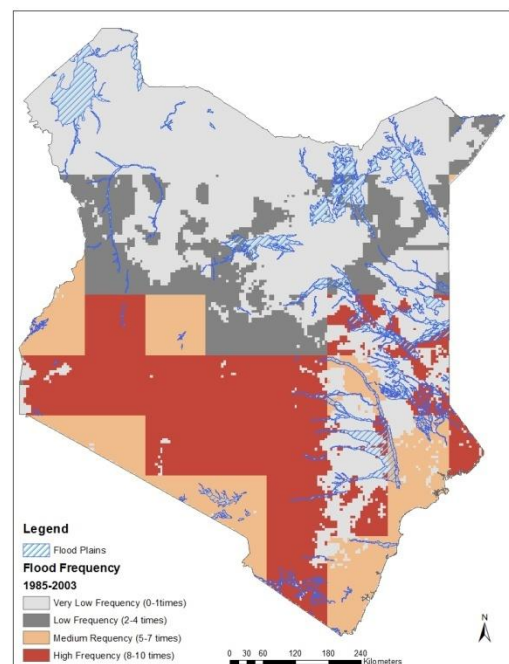 Legend
Flood Plains
Flood Frequency
1985-2003
Very Low Frequency (0-1times)
Low Frequency (2-4 times)
Medium Requency (5-7 times)
High Frequency (8-10 times)
N
0 30 60 120 180 240
Kilometers